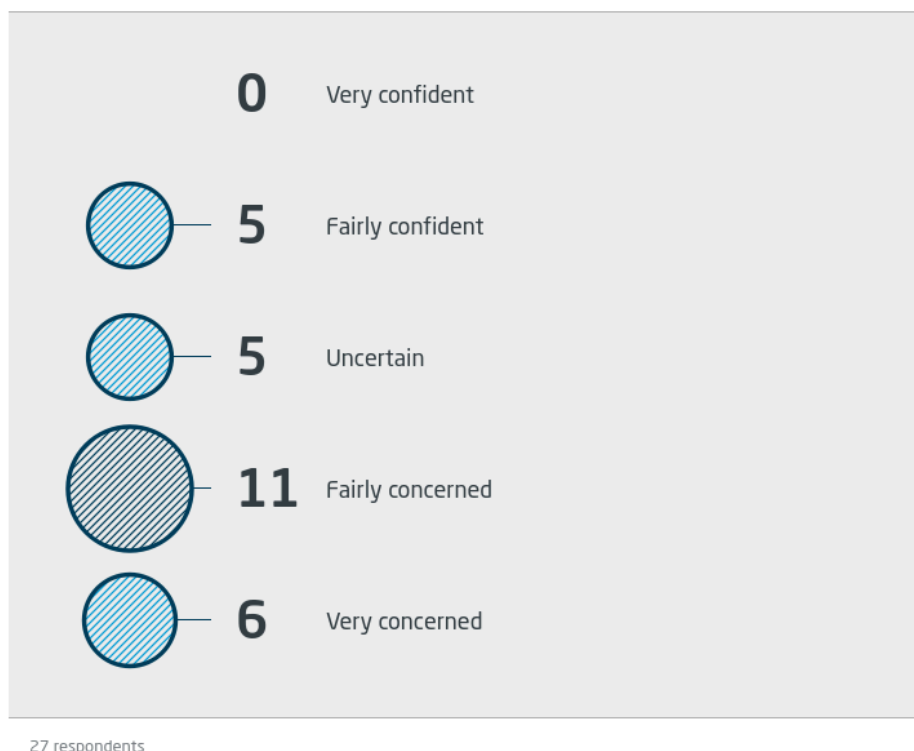 0 Very confident
5 Fairly confident
5 Uncertain
11 Fairly concerned
6 Very concerned
27 respondents